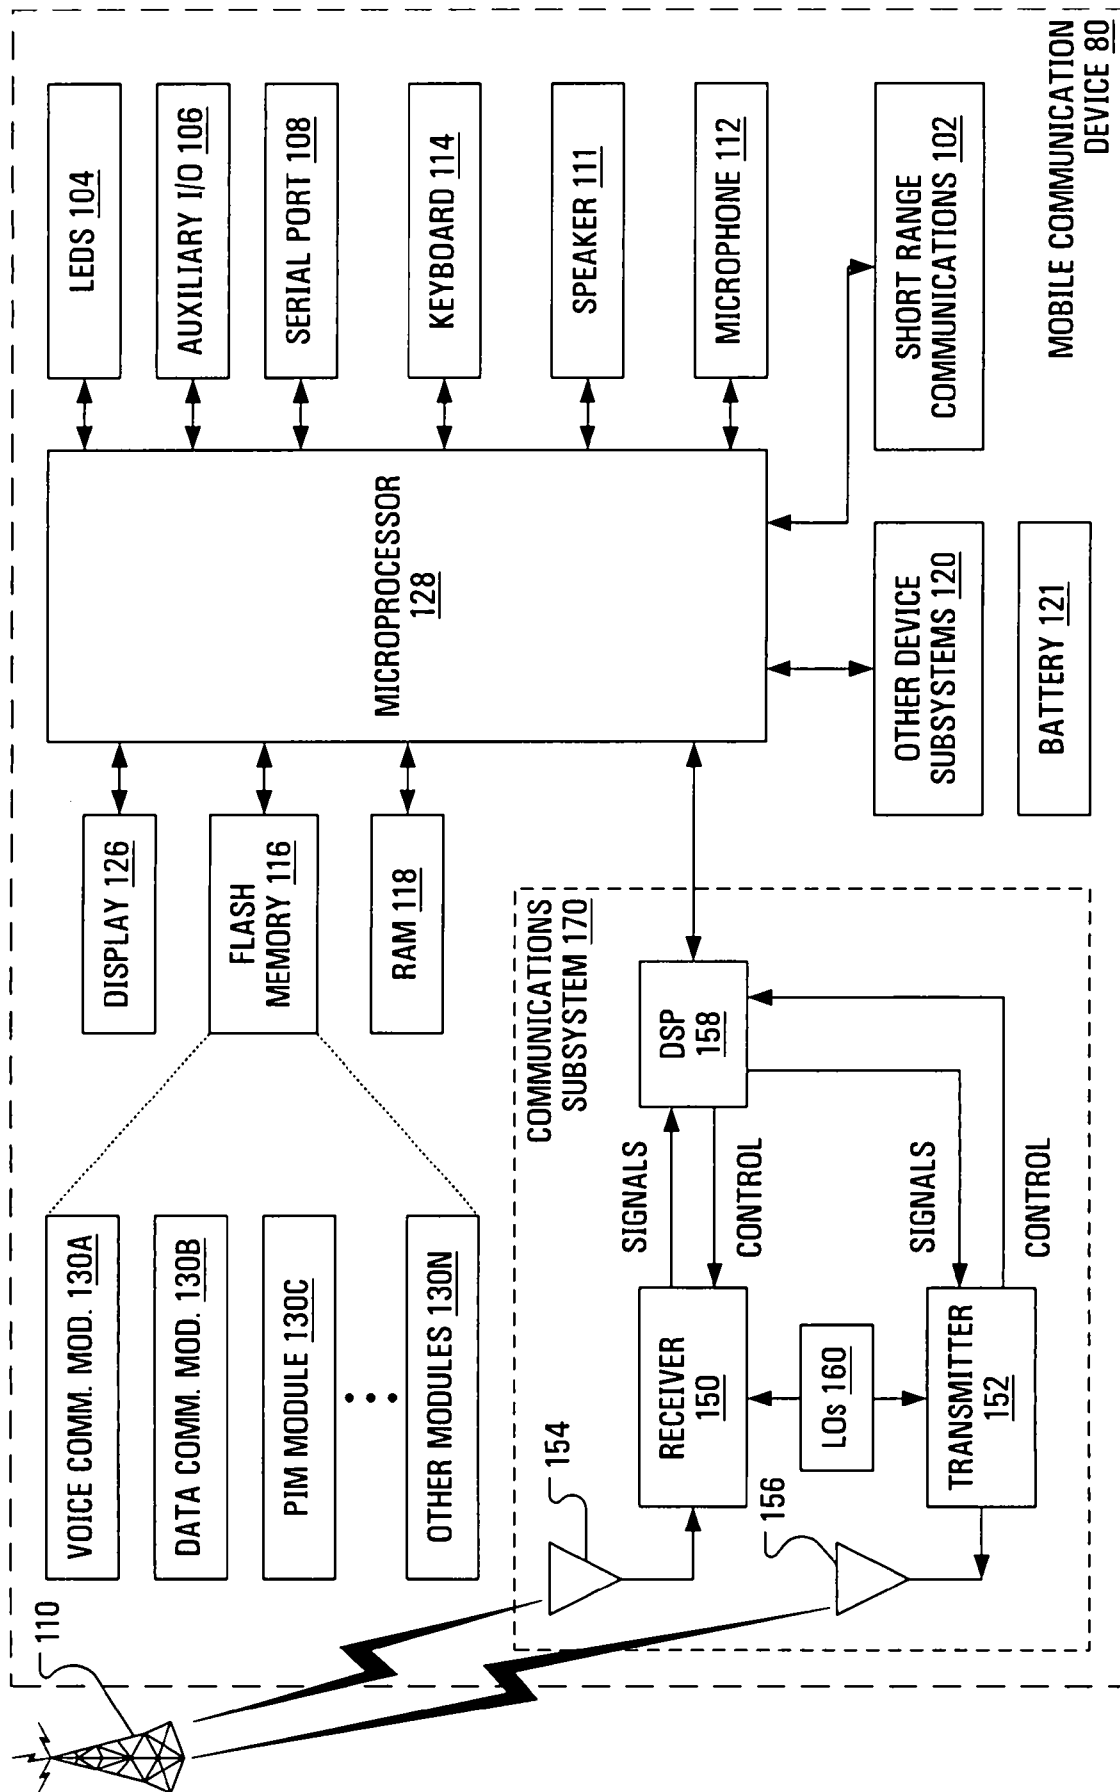 110
VOICE COMM. MOD. 130A
DATA COMM. MOD. 130B
PIM MODULE 130C
OTHER MODULES 130N
DISPLAY 126
FLASH
MEMORY 116
RAM 118
MICROPROCESSOR
128
LEDS 104
AUXILIARY I/O 106
SERIAL PORT 108
KEYBOARD 114
SPEAKER 111
MICROPHONE 112
COMMUNICATIONS
SUBSYSTEM 170
154
RECEIVER
150
SIGNALS
CONTROL
DSP
158
LOs 160
156
TRANSMITTER
152
SIGNALS
CONTROL
OTHER DEVICE
SUBSYSTEMS 120
SHORT RANGE
COMMUNICATIONS 102
BATTERY 121
MOBILE COMMUNICATION
DEVICE 80